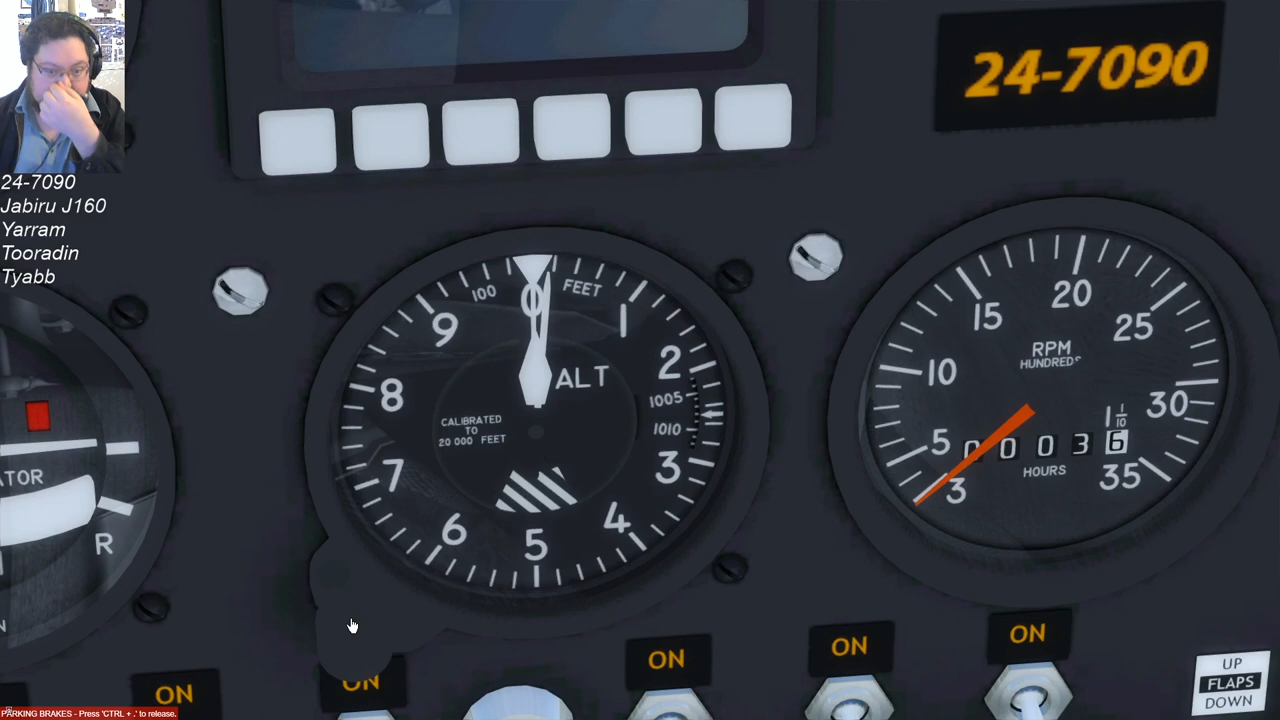 24-7090
24-7090
Jabiru J160
Yarram
Tooradin
Tyabb
100 0 FEET
1
2
3
4
5
6
7
8
9
ALT
CALIBRATED
TO
20 000 FEET
1005
1010
3
5
10
15
20
25
30
35
RPM
HUNDREDS
1 1/10
0 0 0 3 6
HOURS
R
ON
ON
ON
ON
ON
UP
FLAPS
DOWN
PARKING BRAKES - Press 'CTRL + .' to release.